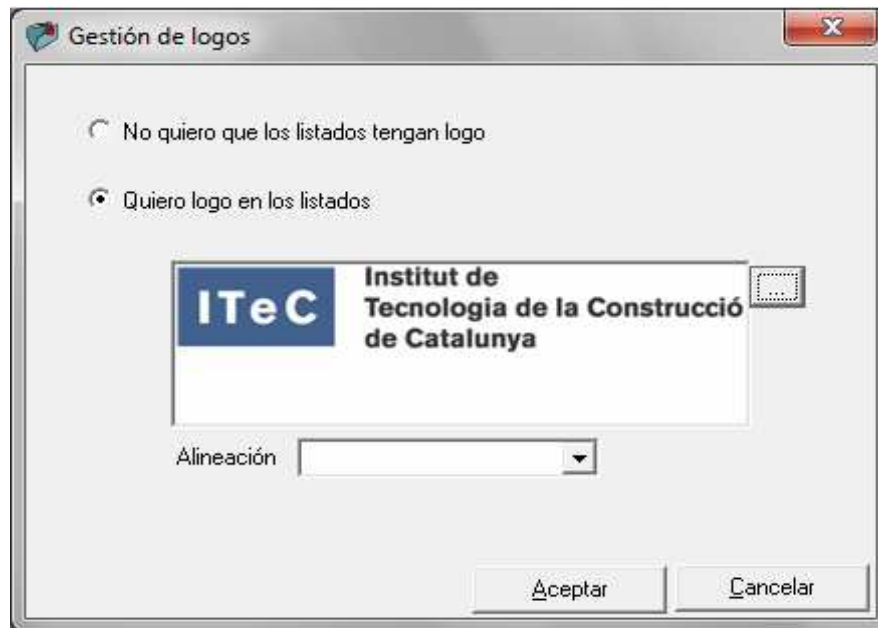 Gestión de logos
No quiero que los listados tengan logo
Quiero logo en los listados
ITeC
Institut de
Tecnologia de la Construcció
de Catalunya
...
Alineación
Aceptar
Cancelar